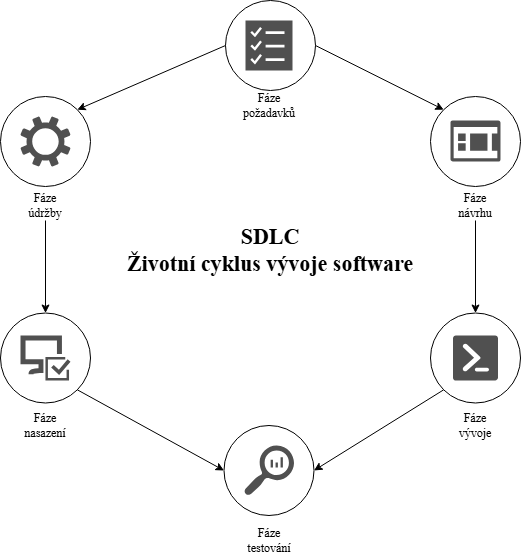 Fáze
požadavků
Fáze
údržby
Fáze
návrhu
SDLC
Životní cyklus vývoje software
Fáze
nasazení
Fáze
vývoje
Fáze
testování